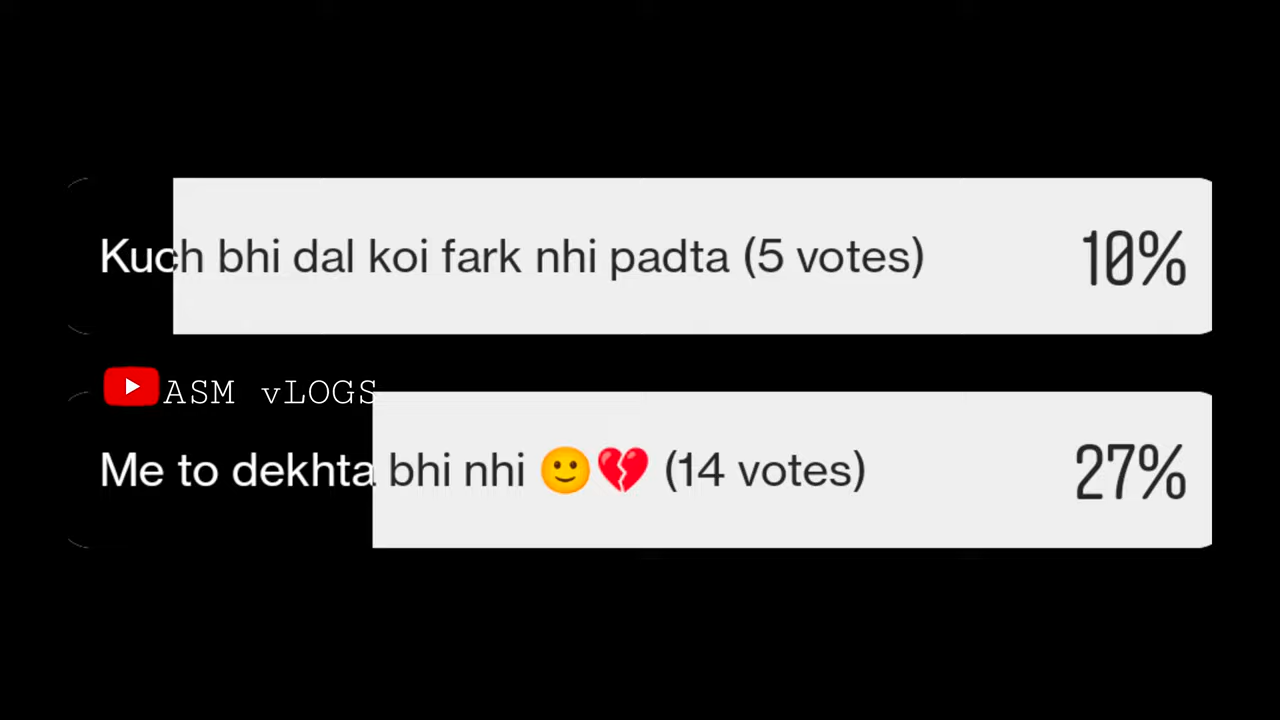 Kuch bhi dal koi fark nhi padta (5 votes) 10%
ASM vLOGS
Me to dekhta bhi nhi 🙂💔 (14 votes) 27%